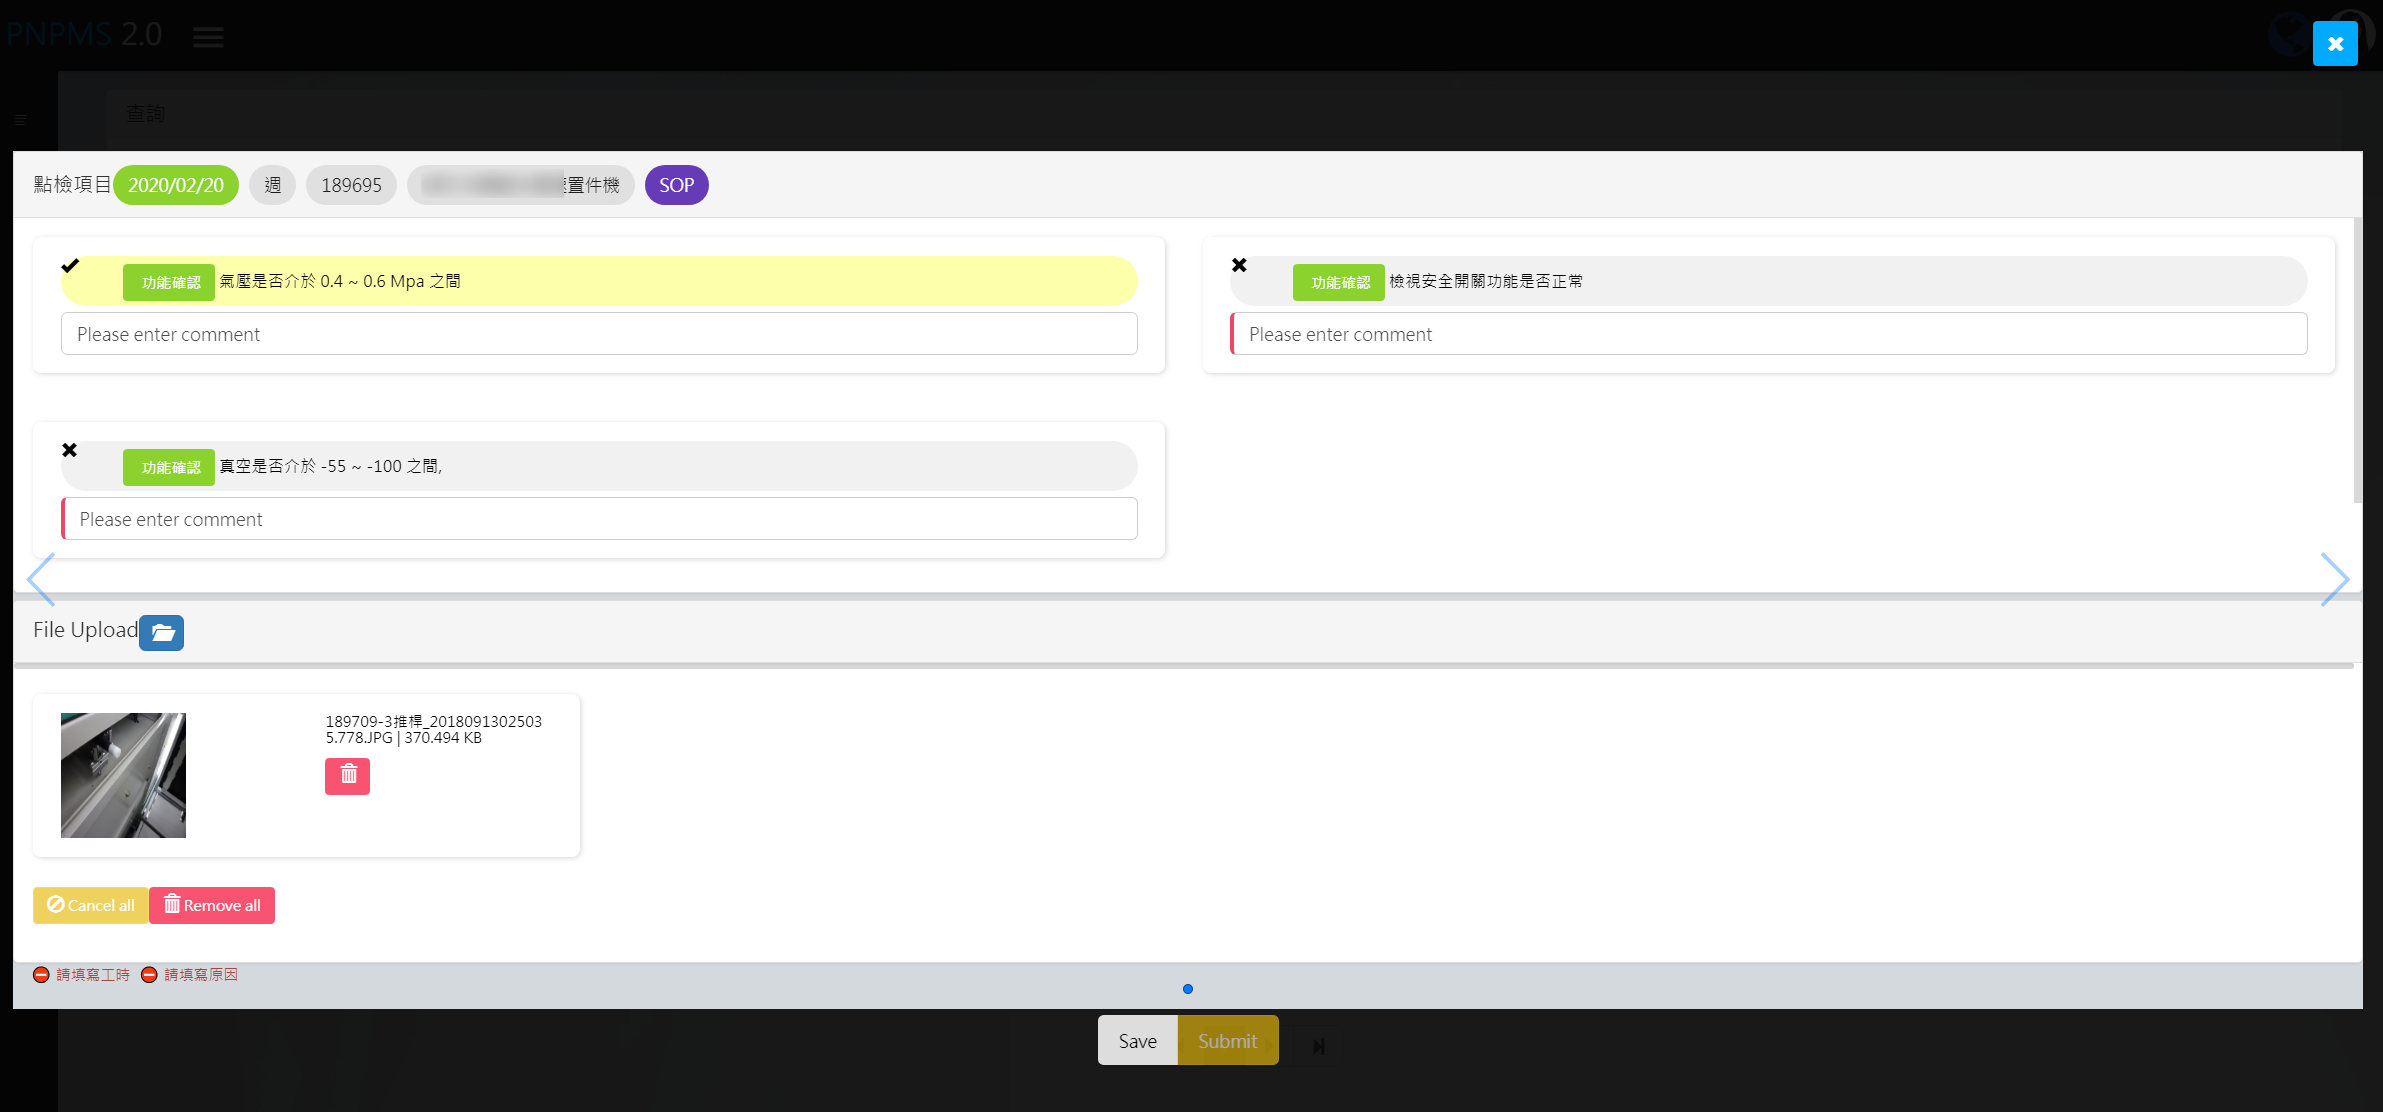 PNPMS 2.0
查詢
點檢項目 2020/02/20 週 189695 置件機 SOP
功能確認 氣壓是否介於 0.4 ~ 0.6 Mpa 之間
Please enter comment
功能確認 檢視安全開關功能是否正常
Please enter comment
功能確認 真空是否介於 -55 ~ -100 之間,
Please enter comment
File Upload
189709-3推桿_2018091302503
5.778.JPG | 370.494 KB
Cancel all Remove all
請填寫工時 請填寫原因
Save Submit